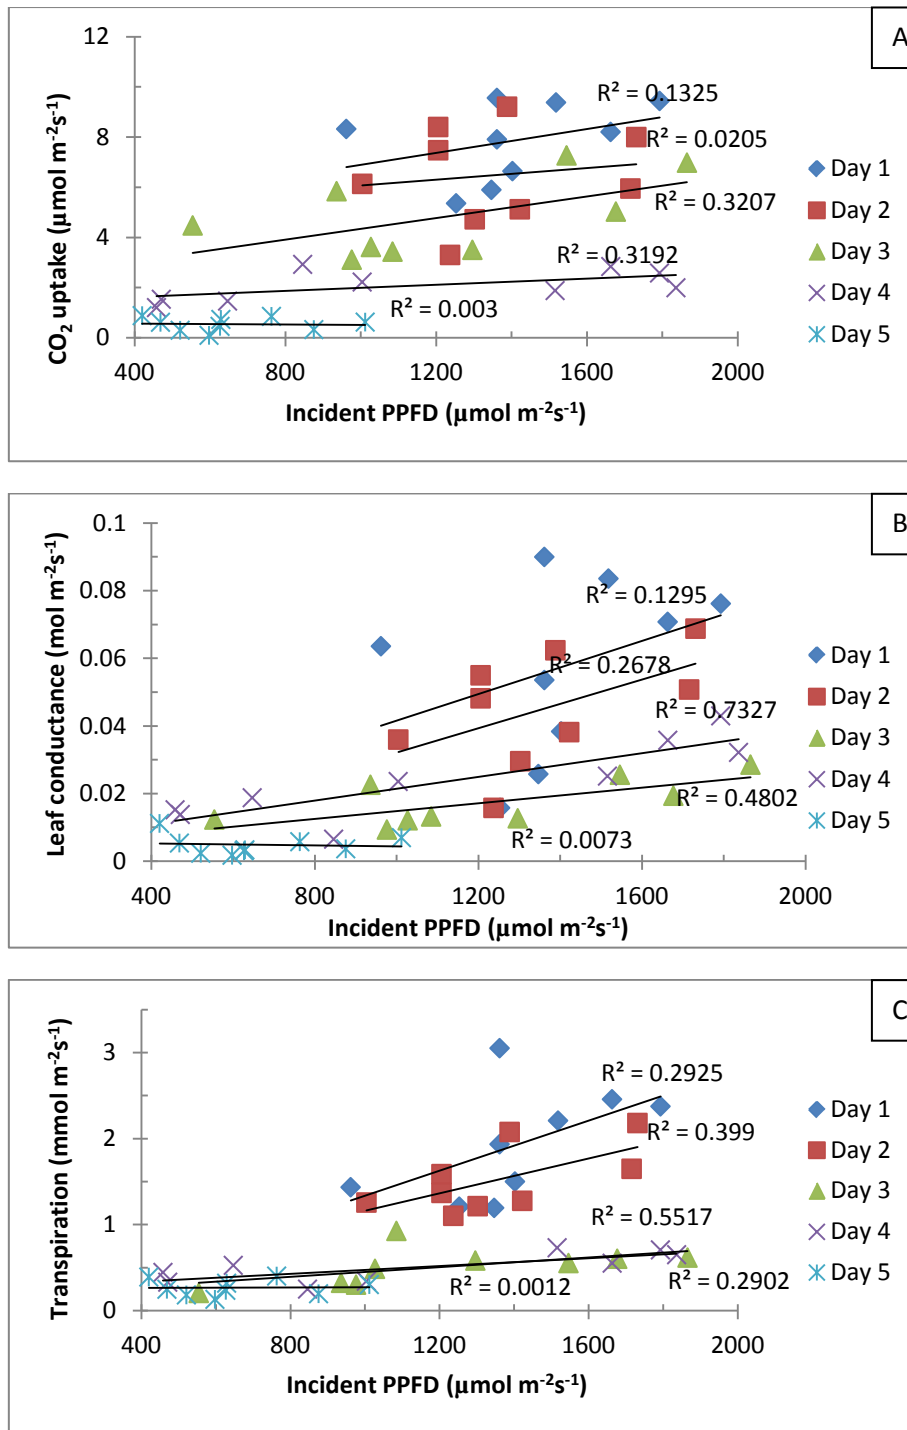 A
12
8
4
0
400 800 1200 1600 2000
CO₂ uptake (µmol m⁻²s⁻¹)
Incident PPFD (µmol m⁻²s⁻¹)
R² = 0.1325
R² = 0.0205
R² = 0.3207
R² = 0.3192
R² = 0.003
Day 1
Day 2
Day 3
Day 4
Day 5
B
0.1
0.08
0.06
0.04
0.02
0
400 800 1200 1600 2000
Leaf conductance (mol m⁻²s⁻¹)
Incident PPFD (µmol m⁻²s⁻¹)
R² = 0.1295
R² = 0.2678
R² = 0.7327
R² = 0.4802
R² = 0.0073
Day 1
Day 2
Day 3
Day 4
Day 5
C
3
2
1
0
400 800 1200 1600 2000
Transpiration (mmol m⁻²s⁻¹)
Incident PPFD (µmol m⁻²s⁻¹)
R² = 0.2925
R² = 0.399
R² = 0.5517
R² = 0.0012
R² = 0.2902
Day 1
Day 2
Day 3
Day 4
Day 5